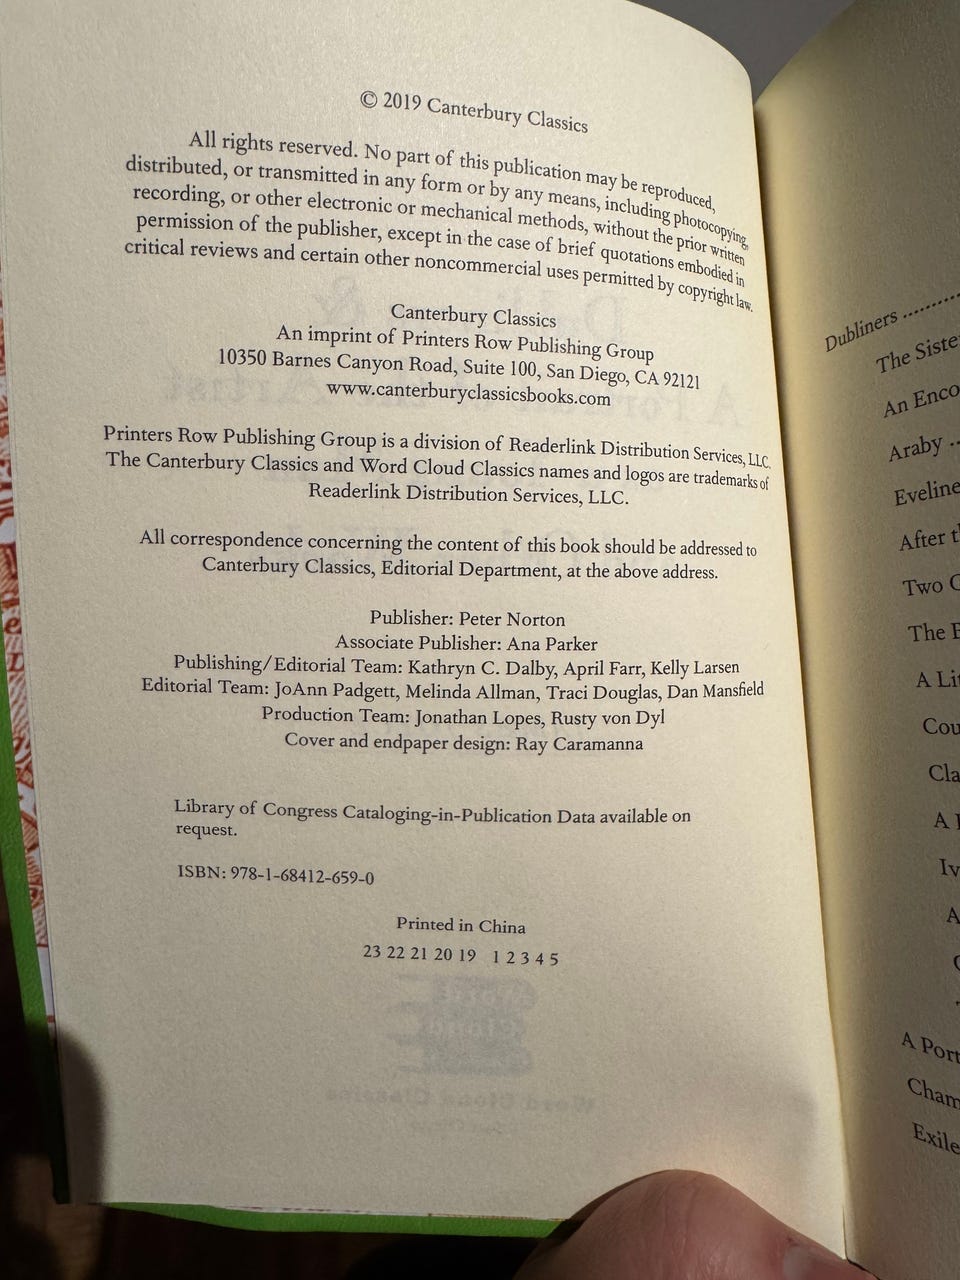 © 2019 Canterbury Classics
All rights reserved. No part of this publication may be reproduced,
distributed, or transmitted in any form or by any means, including photocopying,
recording, or other electronic or mechanical methods, without the prior written
permission of the publisher, except in the case of brief quotations embodied in
critical reviews and certain other noncommercial uses permitted by copyright law.
Canterbury Classics
An imprint of Printers Row Publishing Group
10350 Barnes Canyon Road, Suite 100, San Diego, CA 92121
www.canterburyclassicsbooks.com
Printers Row Publishing Group is a division of Readerlink Distribution Services, LLC.
The Canterbury Classics and Word Cloud Classics names and logos are trademarks of
Readerlink Distribution Services, LLC.
All correspondence concerning the content of this book should be addressed to
Canterbury Classics, Editorial Department, at the above address.
Publisher: Peter Norton
Associate Publisher: Ana Parker
Publishing/Editorial Team: Kathryn C. Dalby, April Farr, Kelly Larsen
Editorial Team: JoAnn Padgett, Melinda Allman, Traci Douglas, Dan Mansfield
Production Team: Jonathan Lopes, Rusty von Dyl
Cover and endpaper design: Ray Caramanna
Library of Congress Cataloging-in-Publication Data available on
request.
ISBN: 978-1-68412-659-0
Printed in China
23 22 21 20 19 1 2 3 4 5
Dubliners ..........
The Siste
An Enco
Araby ..
Eveline
After t
Two
The
A Li
Cou
Cla
A
Iv
A
A Port
Cham
Exile